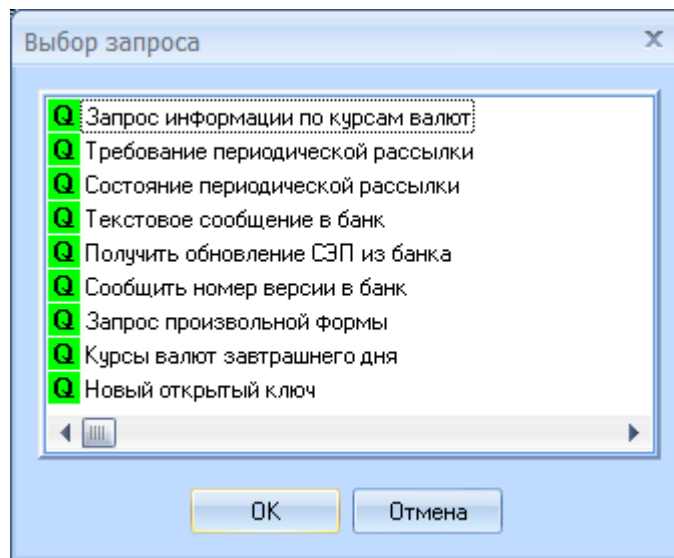 Выбор запроса
Q Запрос информации по курсам валют
Q Требование периодической рассылки
Q Состояние периодической рассылки
Q Текстовое сообщение в банк
Q Получить обновление СЭП из банка
Q Сообщить номер версии в банк
Q Запрос произвольной формы
Q Курсы валют завтрашнего дня
Q Новый открытый ключ
OK Отмена